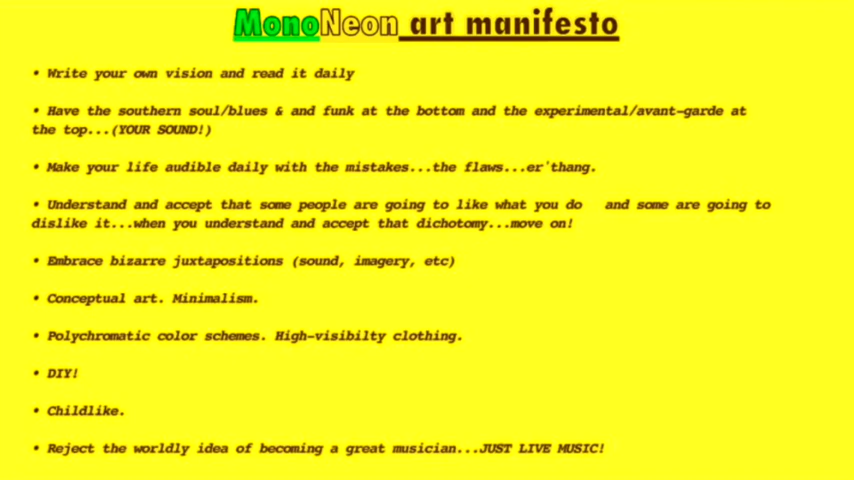 MonoNeon art manifesto
• Write your own vision and read it daily
• Have the southern soul/blues & and funk at the bottom and the experimental/avant-garde at
the top...(YOUR SOUND!)
• Make your life audible daily with the mistakes...the flaws...er'thang.
• Understand and accept that some people are going to like what you do and some are going to
dislike it...when you understand and accept that dichotomy...move on!
• Embrace bizarre juxtapositions (sound, imagery, etc)
• Conceptual art. Minimalism.
• Polychromatic color schemes. High-visibilty clothing.
• DIY!
• Childlike.
• Reject the worldly idea of becoming a great musician...JUST LIVE MUSIC!